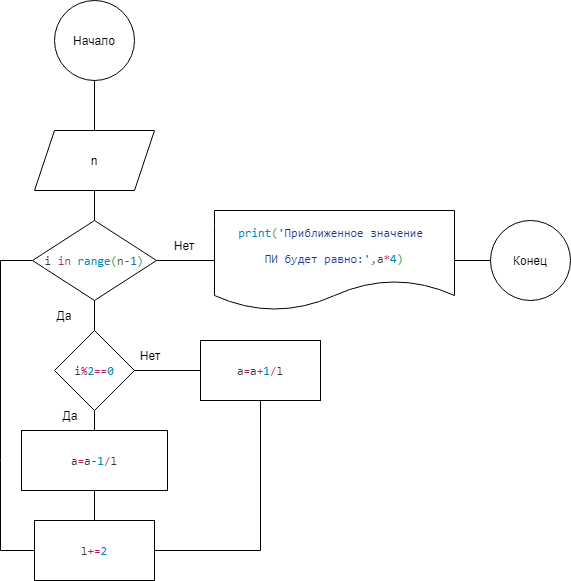 Начало
n
i in range(n-1)
Нет
print('Приближенное значение
ПИ будет равно:',a*4)
Конец
Да
i%2==0
Нет
a=a+1/l
Да
a=a-1/l
l+=2